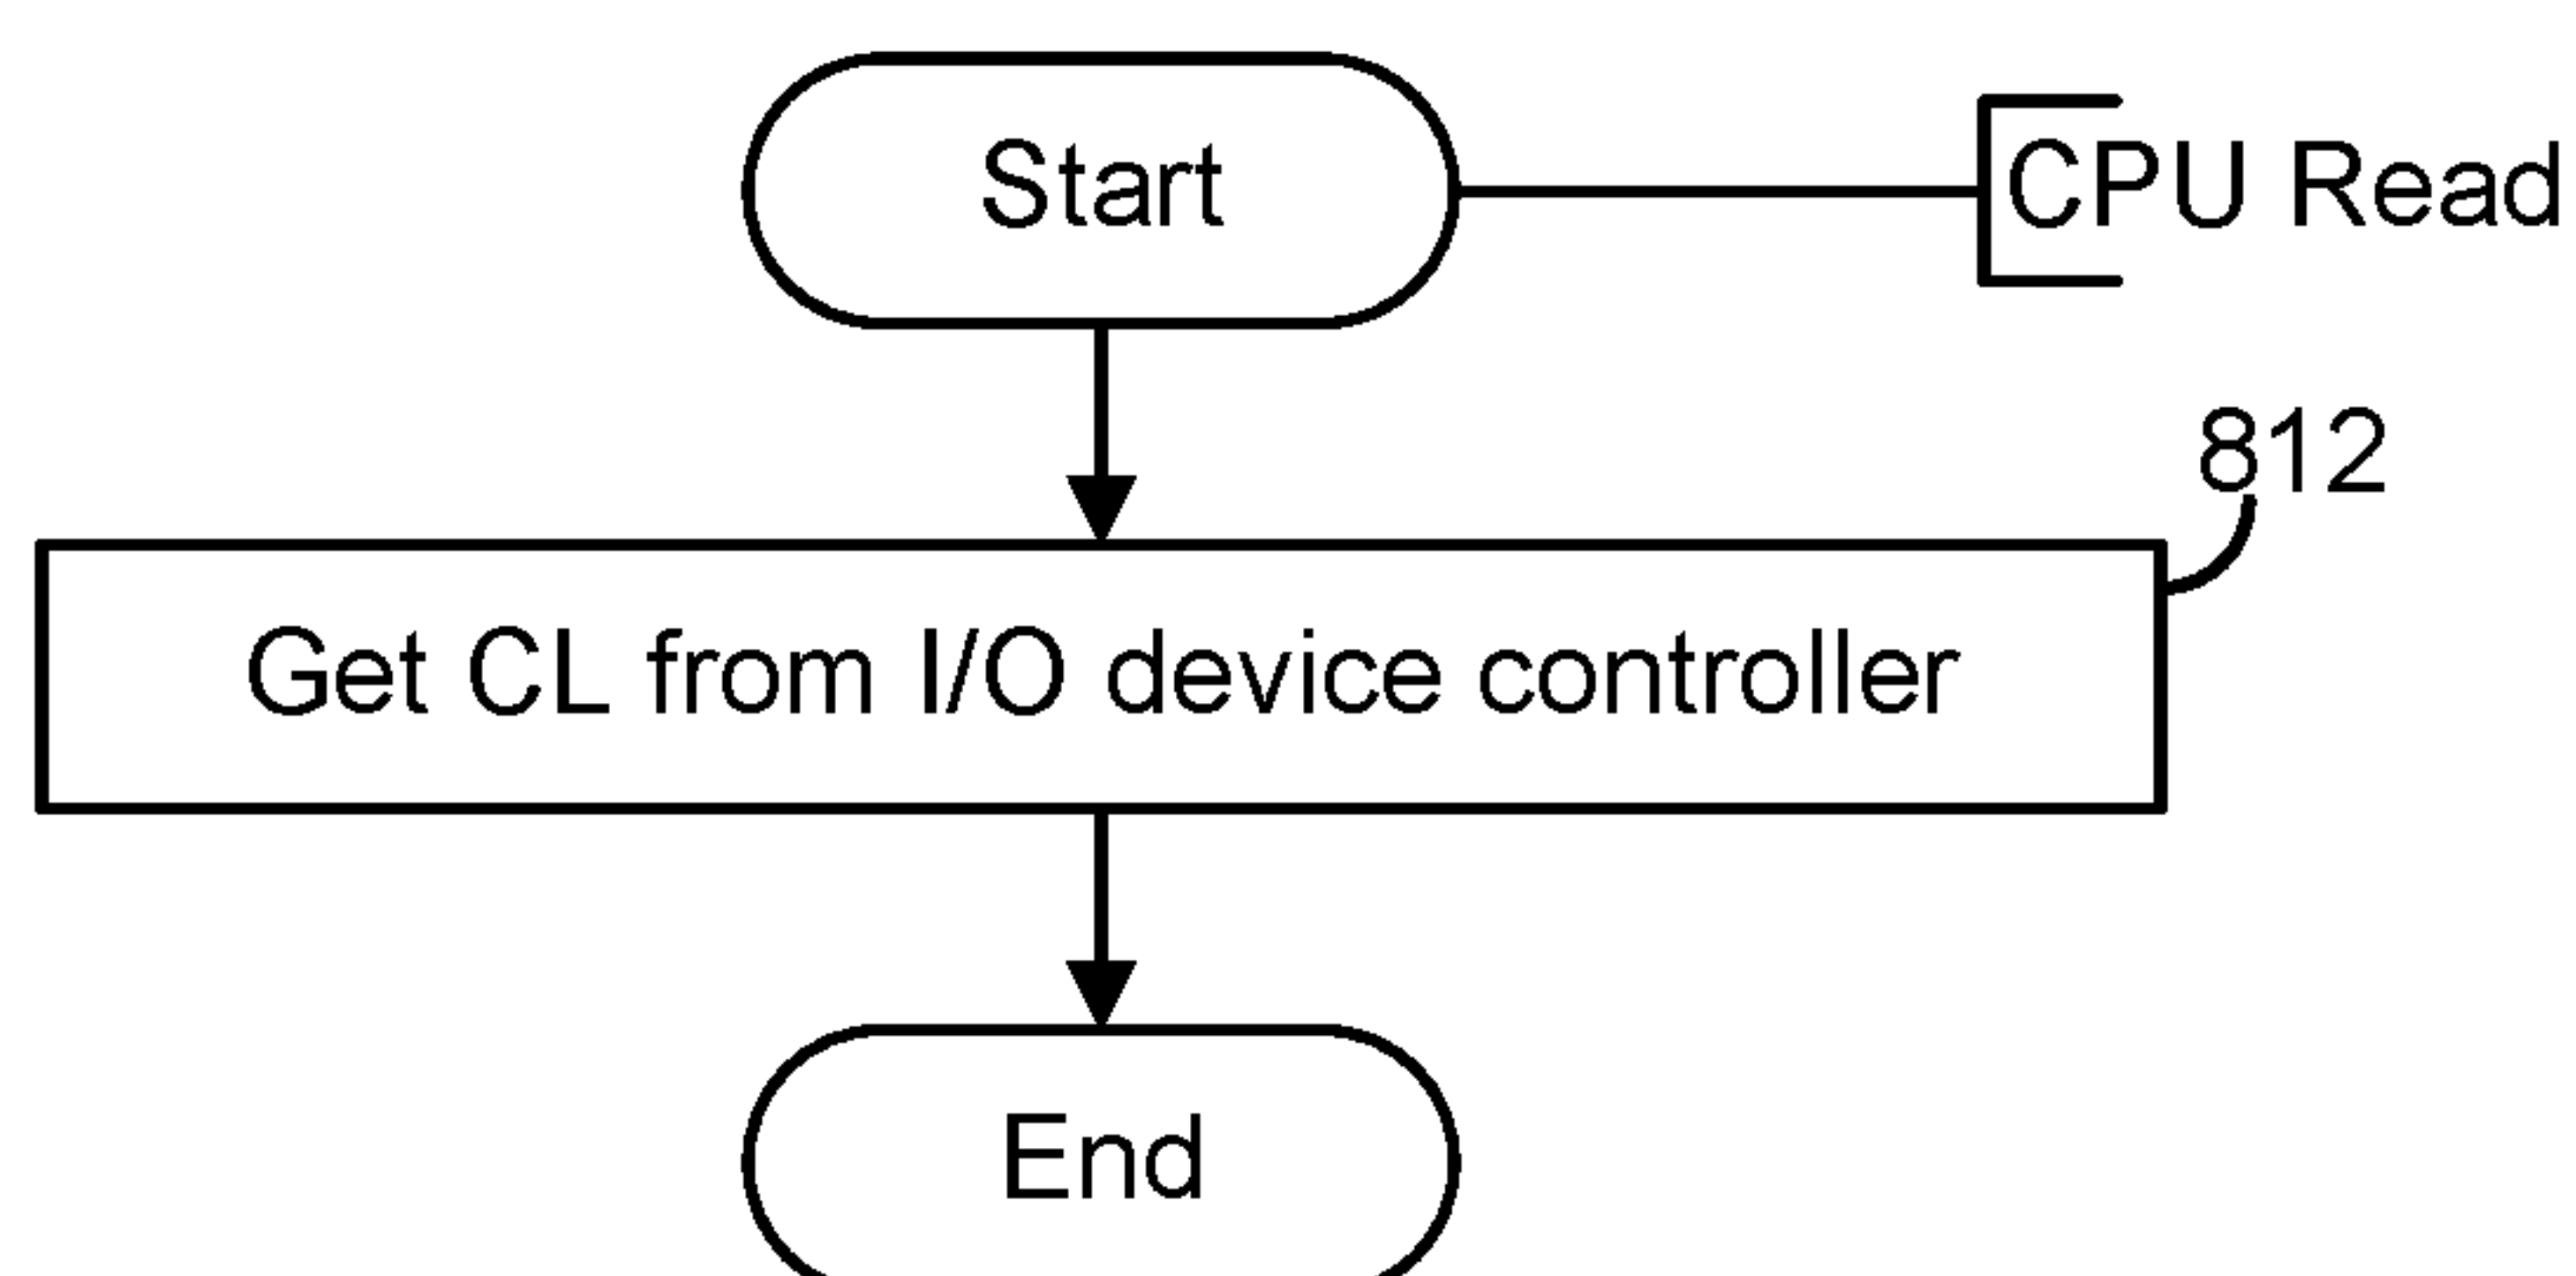 Start
CPU Read
812
Get CL from I/O device controller
End